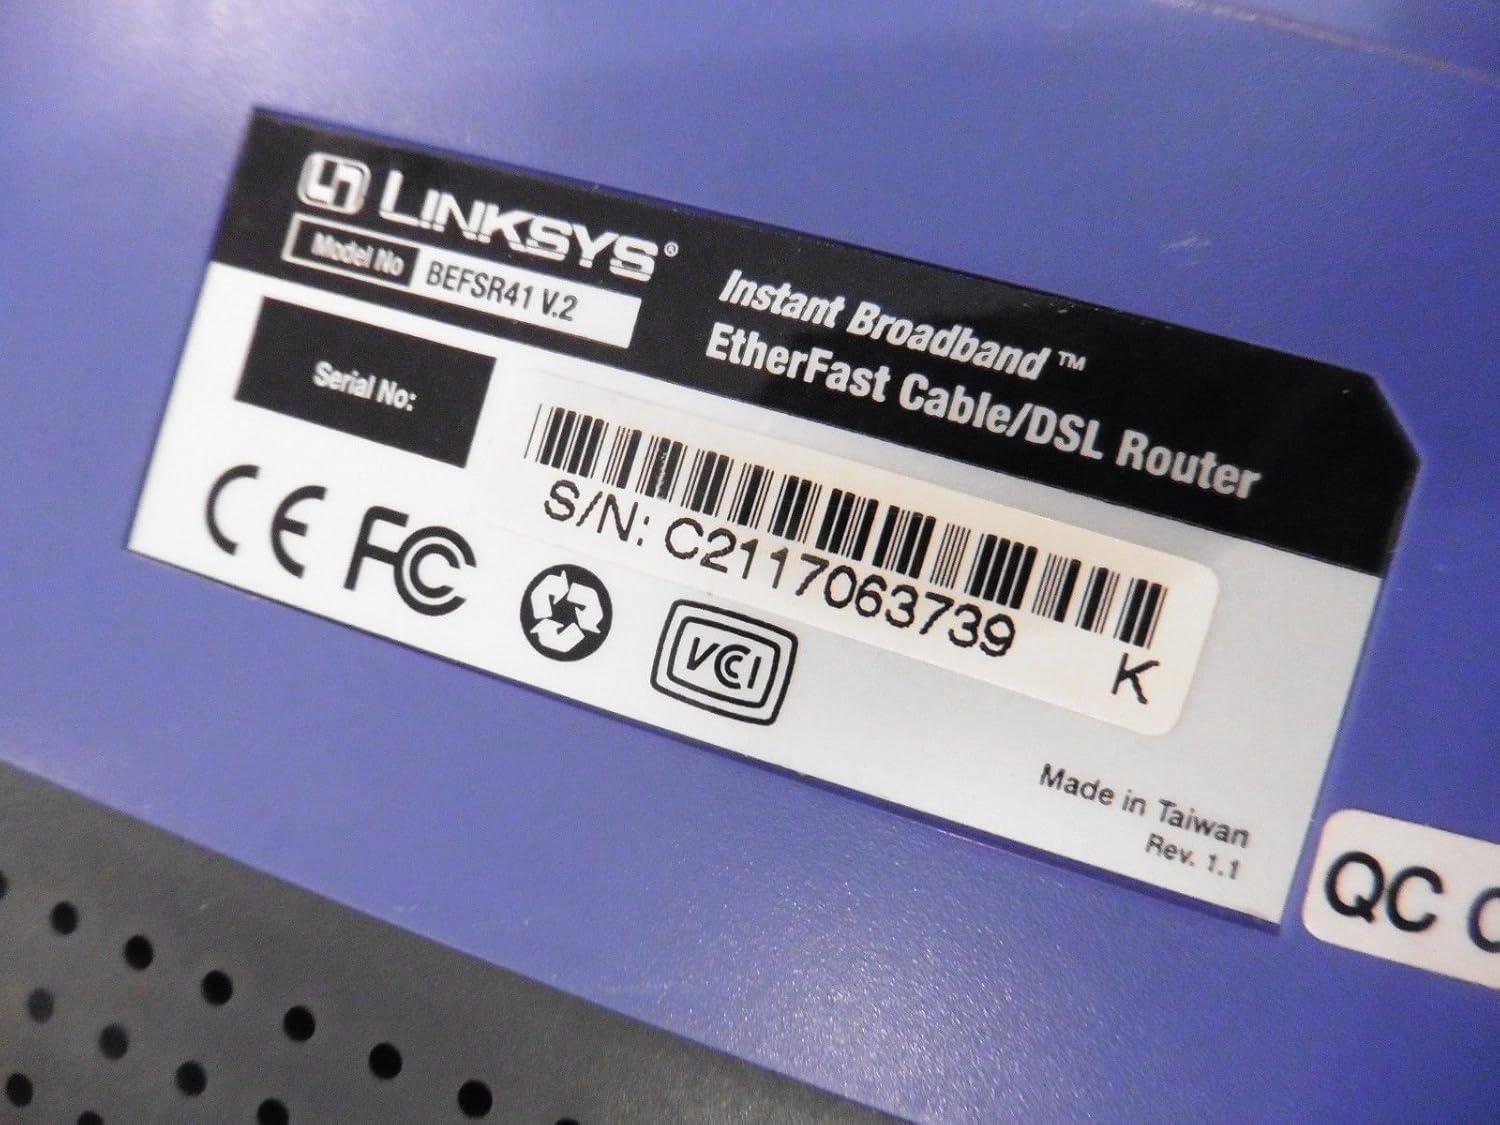 LINKSYS®
Model No BEFSR41 V.2
Instant Broadband™
EtherFast Cable/DSL Router
Serial No:
S/N: C2117063739
K
CE FC
VCCI
Made in Taiwan
Rev. 1.1
QC